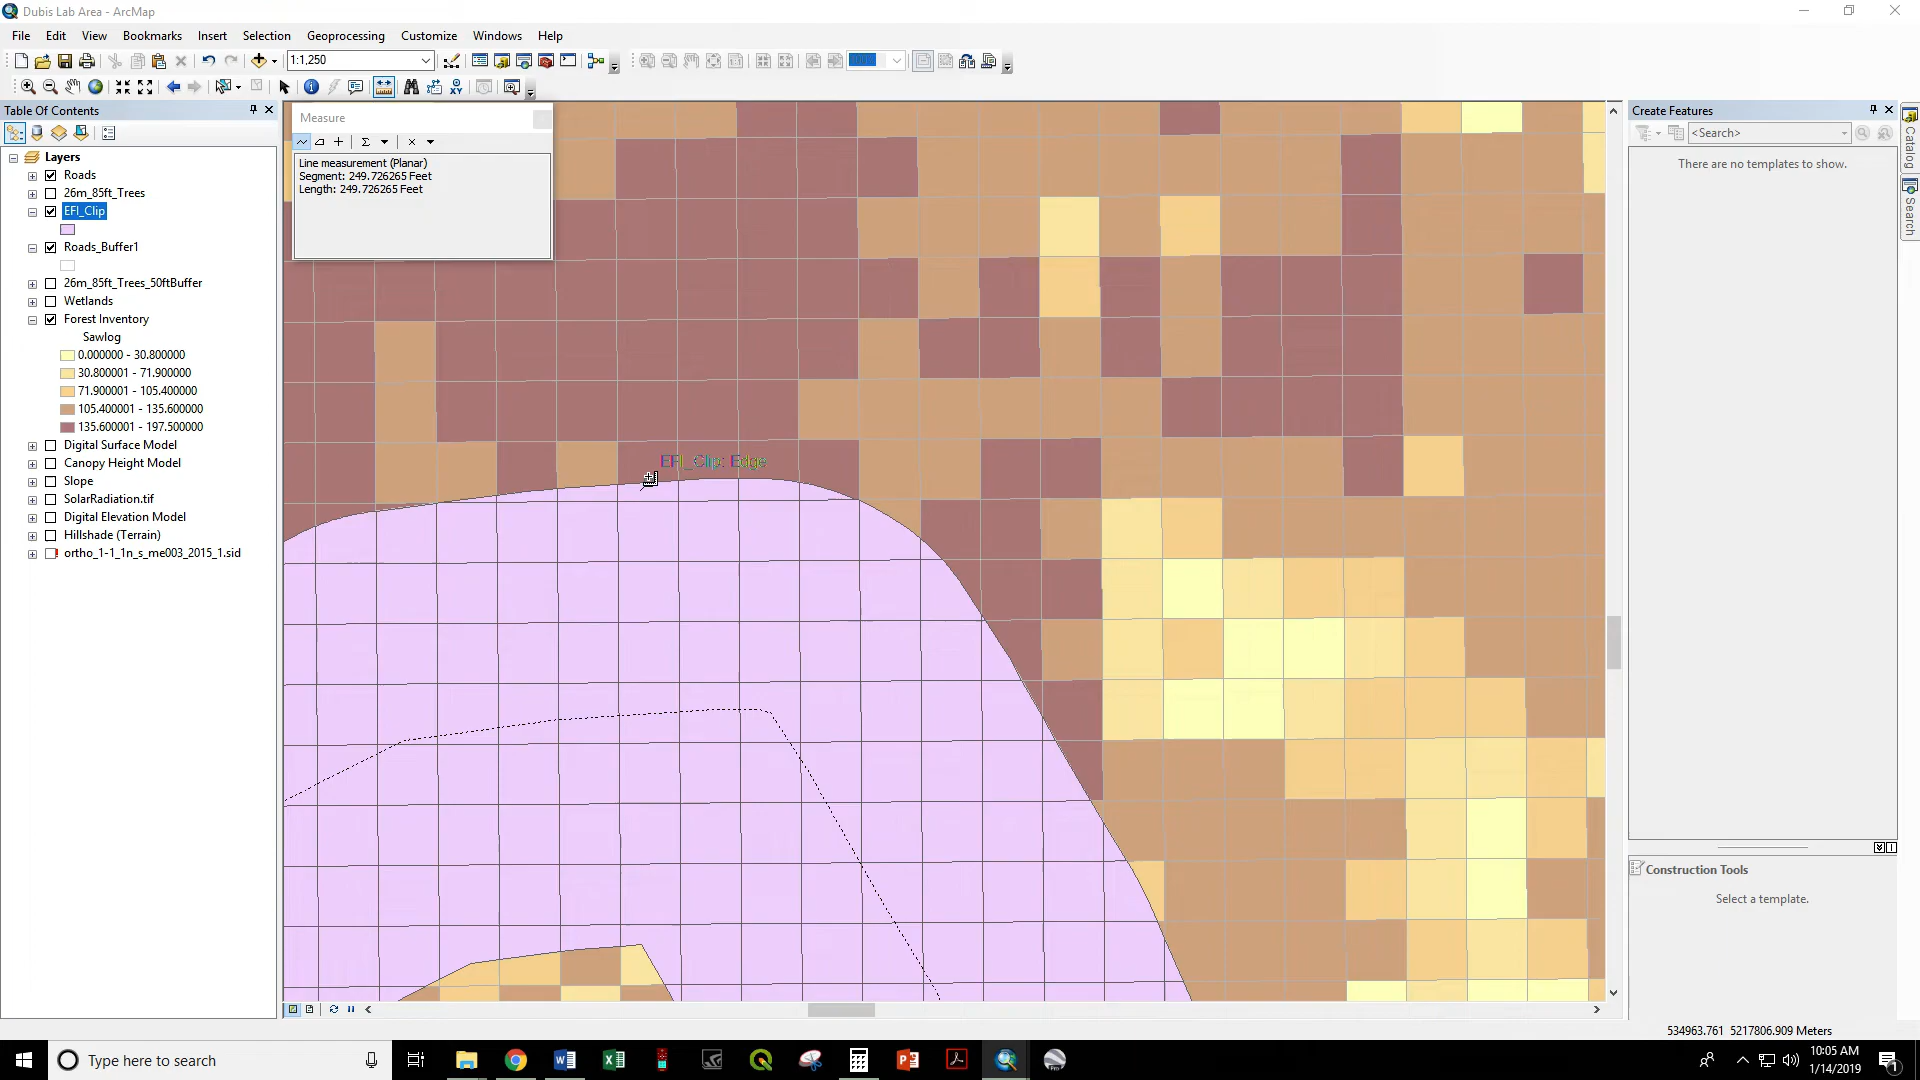 Dubis Lab Area - ArcMap
File Edit View Bookmarks Insert Selection Geoprocessing Customize Windows Help
1:1,250
Table Of Contents
Layers
Roads
26m_85ft_Trees
EFI_Clip
Roads_Buffer1
26m_85ft_Trees_50ftBuffer
Wetlands
Forest Inventory
Sawlog
0.000000 - 30.800000
30.800001 - 71.900000
71.900001 - 105.400000
105.400001 - 135.600000
135.600001 - 197.500000
Digital Surface Model
Canopy Height Model
Slope
SolarRadiation.tif
Digital Elevation Model
Hillshade (Terrain)
ortho_1-1_1n_s_me003_2015_1.sid
Measure
Line measurement (Planar)
Segment: 249.726265 Feet
Length: 249.726265 Feet
EFI_Clip: Edge
Create Features
<Search>
There are no templates to show.
Construction Tools
Select a template.
Catalog
Search
534963.761 5217806.909 Meters
Type here to search
10:05 AM
1/14/2019
1